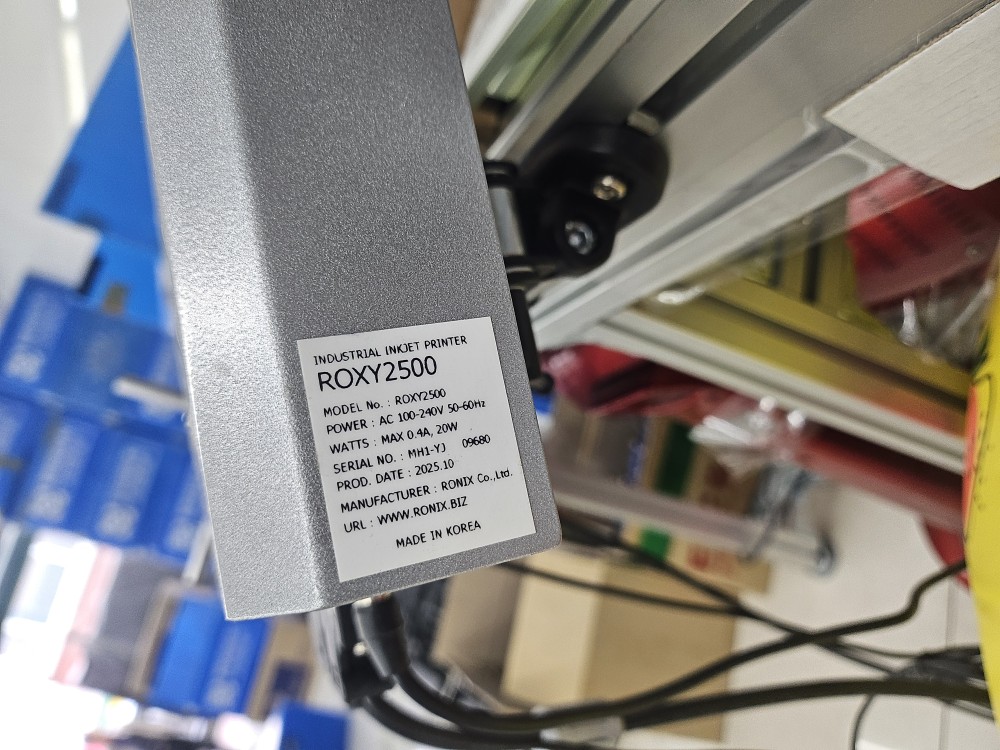 INDUSTRIAL INKJET PRINTER
ROXY2500
MODEL No. : ROXY2500
POWER : AC 100-240V 50-60Hz
WATTS : MAX 0.4A, 20W
SERIAL NO. : MH1-YJ 09680
PROD. DATE : 2025.10
MANUFACTURER : RONIX Co.,Ltd.
URL : WWW.RONIX.BIZ
MADE IN KOREA